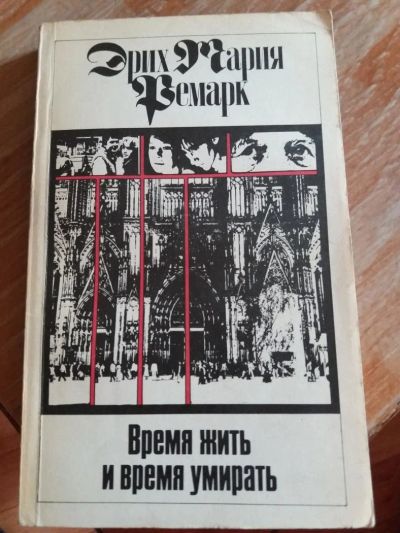 Эрих Мария
Ремарк
Время жить
и время умирать